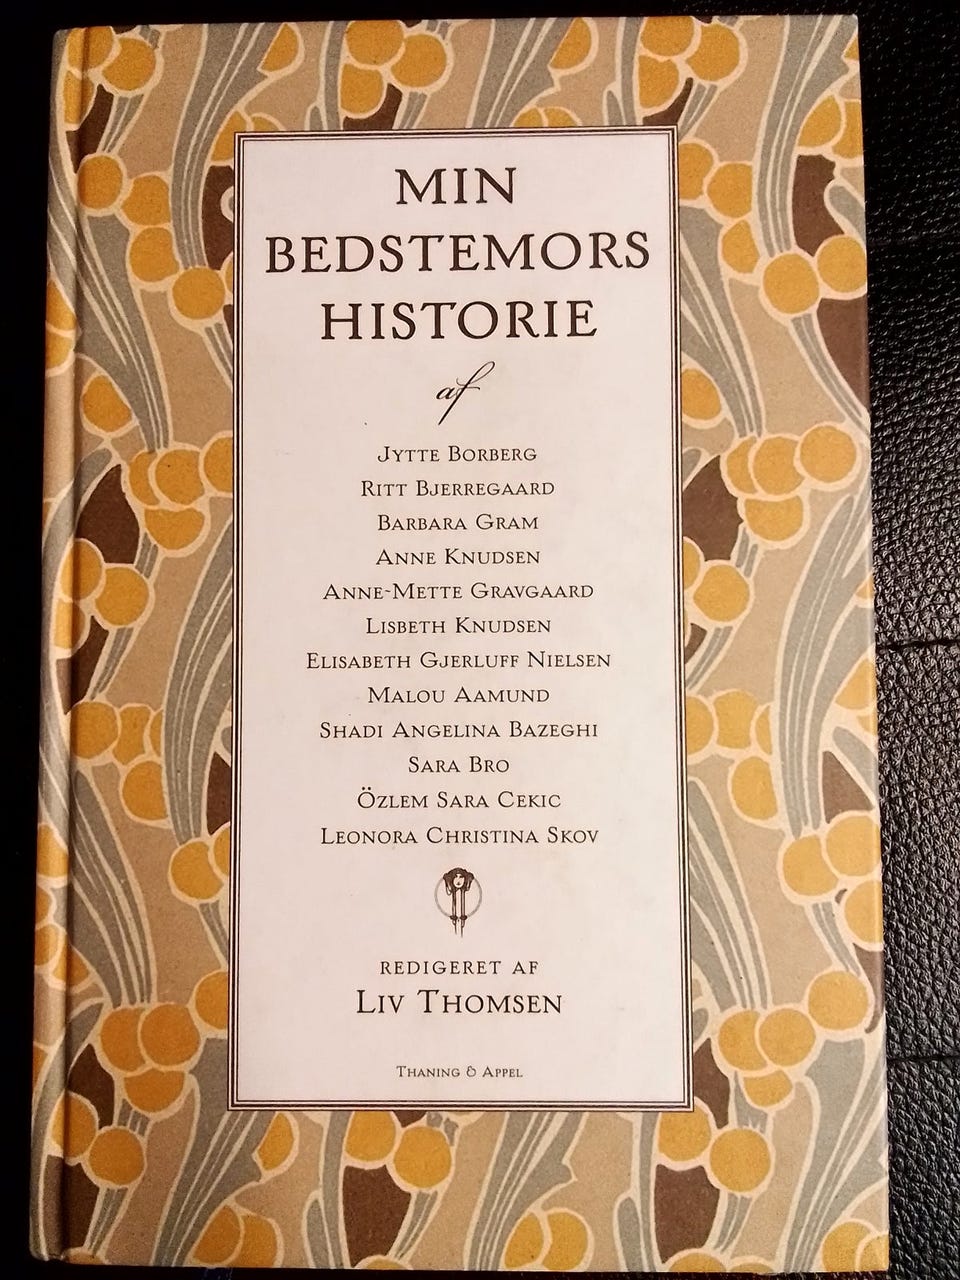 MIN
BEDSTEMORS
HISTORIE
af
JYTTE BORBERG
RITT BJERREGAARD
BARBARA GRAM
ANNE KNUDSEN
ANNE-METTE GRAVGAARD
LISBETH KNUDSEN
ELISABETH GJERLUFF NIELSEN
MALOU AAMUND
SHADI ANGELINA BAZEGHI
SARA BRO
ÖZLEM SARA CEKIC
LEONORA CHRISTINA SKOV
REDIGERET AF
LIV THOMSEN
THANING & APPEL